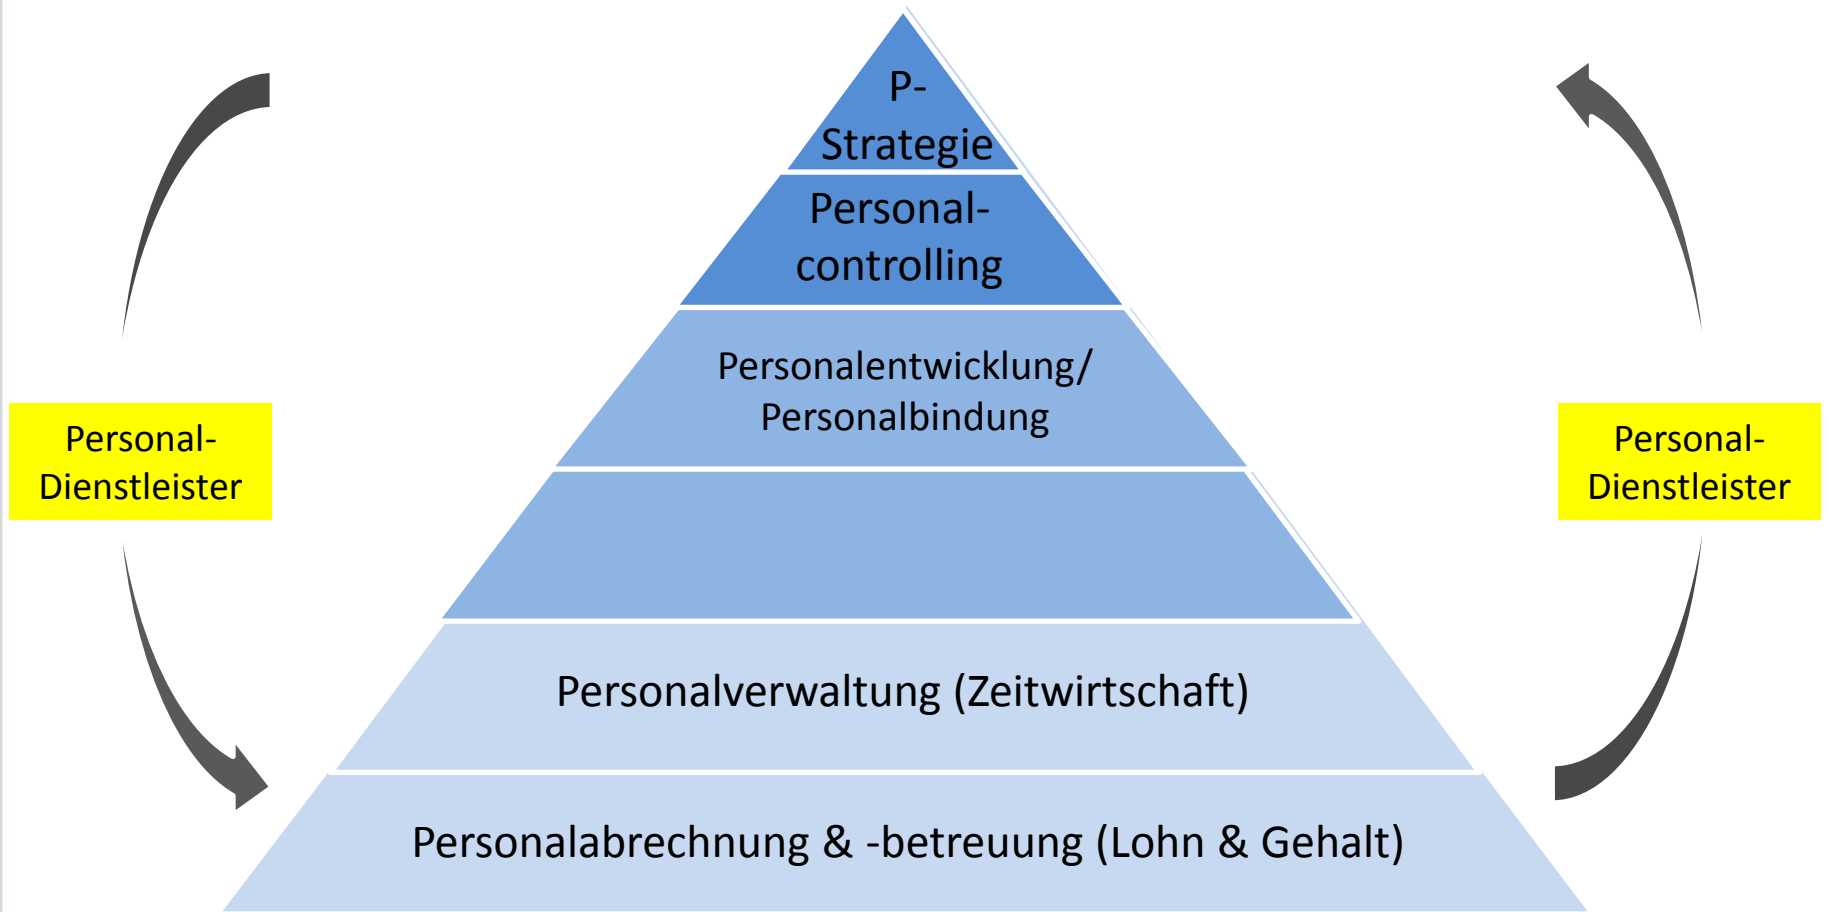 P-
Strategie
Personal-
controlling
Personalentwicklung/
Personalbindung
Personal-
Dienstleister
Personal-
Dienstleister
Personalverwaltung (Zeitwirtschaft)
Personalabrechnung & -betreuung (Lohn & Gehalt)